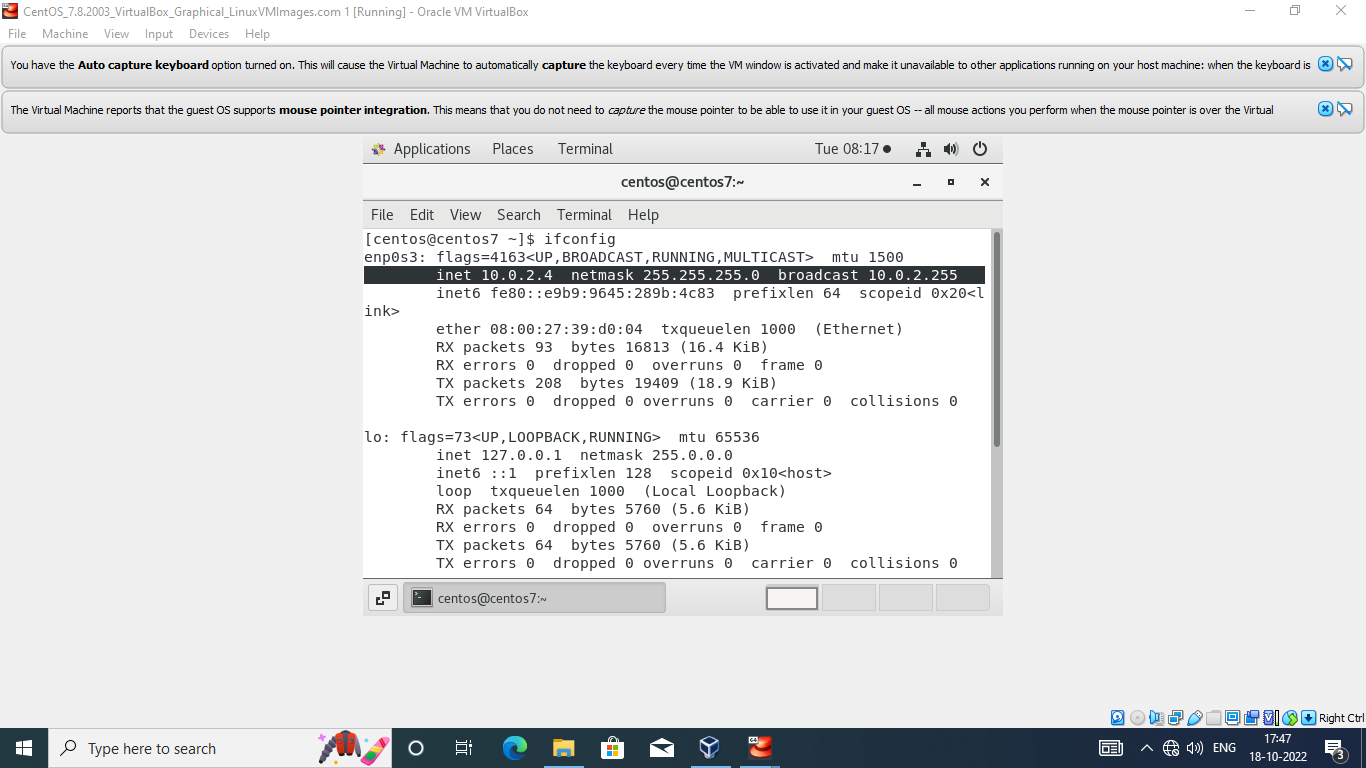 CentOS_7.8.2003_VirtualBox_Graphical_LinuxVMImages.com 1 [Running] - Oracle VM VirtualBox
File Machine View Input Devices Help
You have the Auto capture keyboard option turned on. This will cause the Virtual Machine to automatically capture the keyboard every time the VM window is activated and make it unavailable to other applications running on your host machine: when the keyboard is
The Virtual Machine reports that the guest OS supports mouse pointer integration. This means that you do not need to capture the mouse pointer to be able to use it in your guest OS -- all mouse actions you perform when the mouse pointer is over the Virtual
Applications Places Terminal Tue 08:17
centos@centos7:~
File Edit View Search Terminal Help
[centos@centos7 ~]$ ifconfig
enp0s3: flags=4163<UP,BROADCAST,RUNNING,MULTICAST>  mtu 1500
        inet 10.0.2.4  netmask 255.255.255.0  broadcast 10.0.2.255
        inet6 fe80::e9b9:9645:289b:4c83  prefixlen 64  scopeid 0x20<l
ink>
        ether 08:00:27:39:d0:04  txqueuelen 1000  (Ethernet)
        RX packets 93  bytes 16813 (16.4 KiB)
        RX errors 0  dropped 0  overruns 0  frame 0
        TX packets 208  bytes 19409 (18.9 KiB)
        TX errors 0  dropped 0 overruns 0  carrier 0  collisions 0

lo: flags=73<UP,LOOPBACK,RUNNING>  mtu 65536
        inet 127.0.0.1  netmask 255.0.0.0
        inet6 ::1  prefixlen 128  scopeid 0x10<host>
        loop  txqueuelen 1000  (Local Loopback)
        RX packets 64  bytes 5760 (5.6 KiB)
        RX errors 0  dropped 0  overruns 0  frame 0
        TX packets 64  bytes 5760 (5.6 KiB)
        TX errors 0  dropped 0 overruns 0  carrier 0  collisions 0
centos@centos7:~
Right Ctrl
Type here to search
ENG
17:47
18-10-2022
3